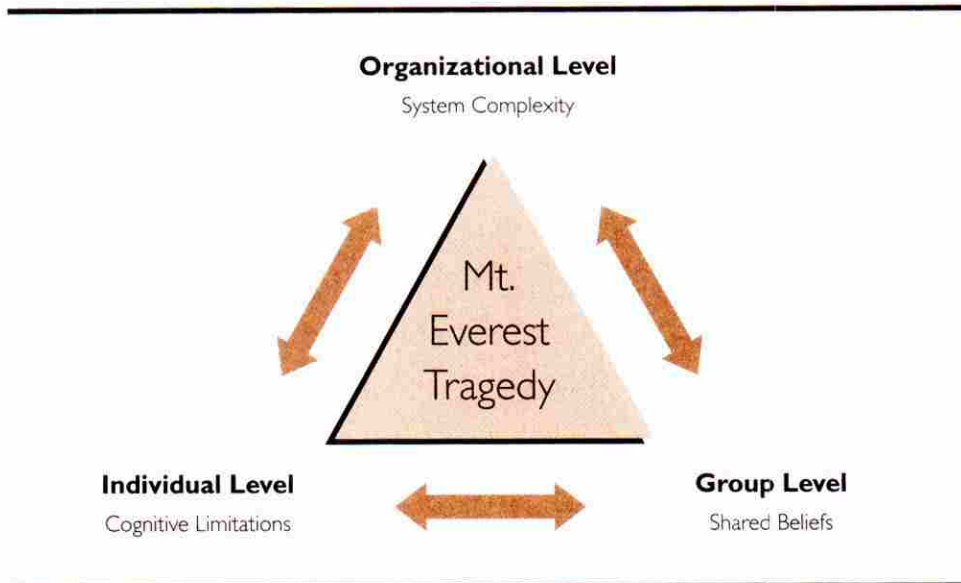 Organizational Level
System Complexity
Mt.
Everest
Tragedy
Individual Level
Cognitive Limitations
Group Level
Shared Beliefs